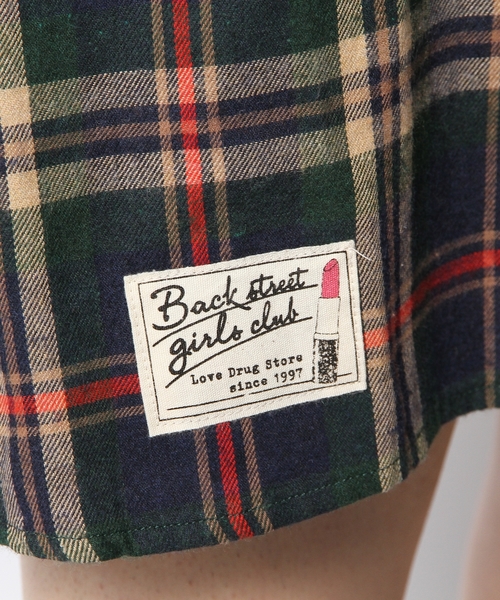 Back street
girls club
Love Drug Store
since 1997